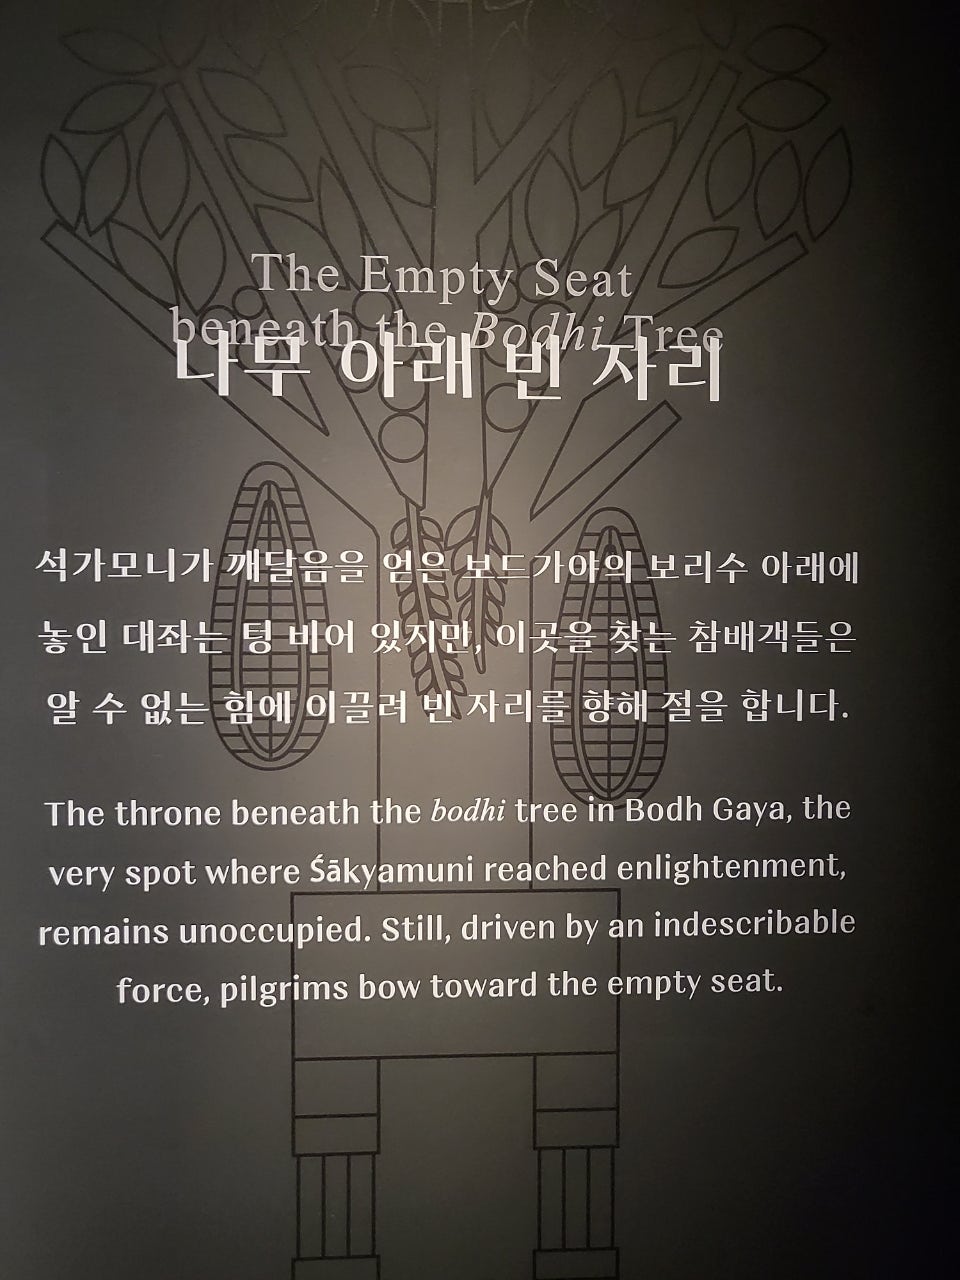 The Empty Seat
beneath the Bodhi Tree
나무 아래 빈 자리
석가모니가 깨달음을 얻은 보드가야의 보리수 아래에
놓인 대좌는 텅 비어 있지만, 이곳을 찾는 참배객들은
알 수 없는 힘에 이끌려 빈 자리를 향해 절을 합니다.
The throne beneath the bodhi tree in Bodh Gaya, the
very spot where Śākyamuni reached enlightenment,
remains unoccupied. Still, driven by an indescribable
force, pilgrims bow toward the empty seat.